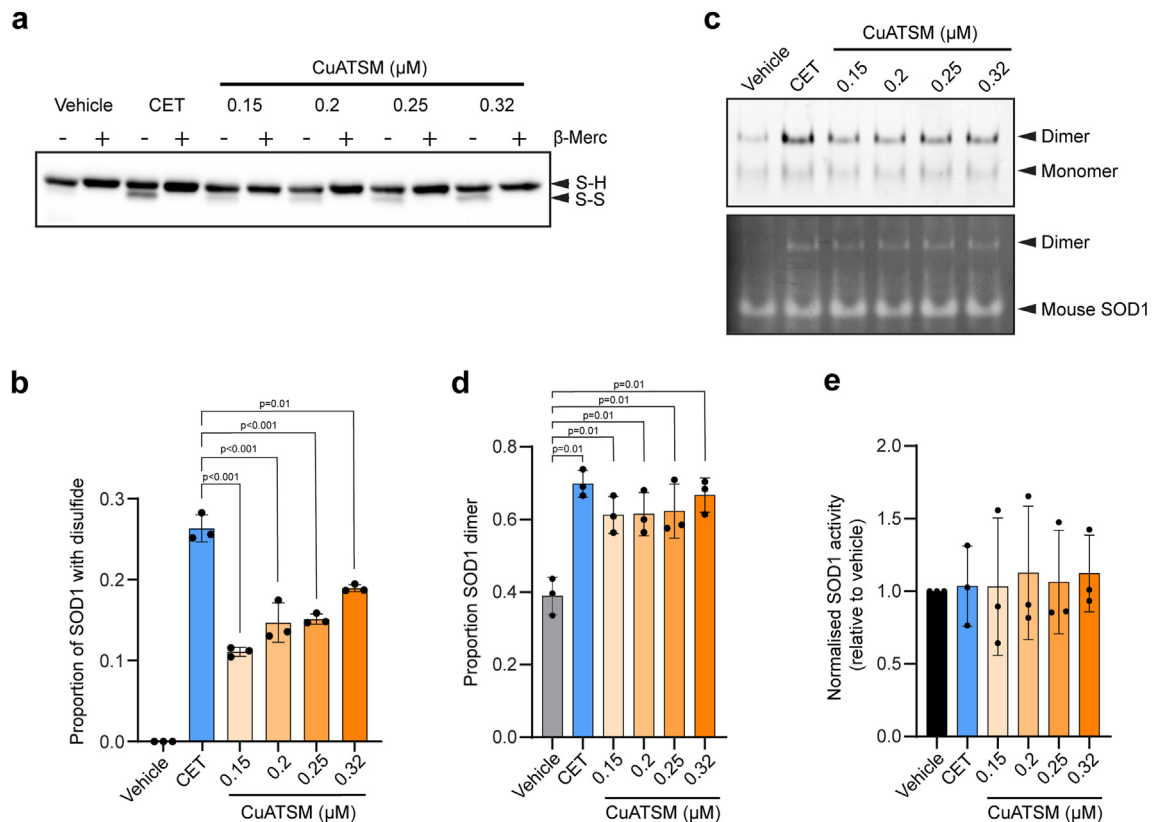 a
CuATSM (µM)
Vehicle CET 0.15 0.2 0.25 0.32
- + - + - + - + - + - + β-Merc
S-H
S-S
c
CuATSM (µM)
Vehicle CET 0.15 0.2 0.25 0.32
Dimer
Monomer
Dimer
Mouse SOD1
b
p=0.01
p<0.001
p<0.001
p<0.001
Proportion of SOD1 with disulfide
0.3
0.2
0.1
0.0
Vehicle CET 0.15 0.2 0.25 0.32
CuATSM (µM)
d
p=0.01
p=0.01
p=0.01
p=0.01
p=0.01
Proportion SOD1 dimer
0.8
0.6
0.4
0.2
0.0
Vehicle CET 0.15 0.2 0.25 0.32
CuATSM (µM)
e
Normalised SOD1 activity
(relative to vehicle)
2.0
1.5
1.0
0.5
0.0
Vehicle CET 0.15 0.2 0.25 0.32
CuATSM (µM)